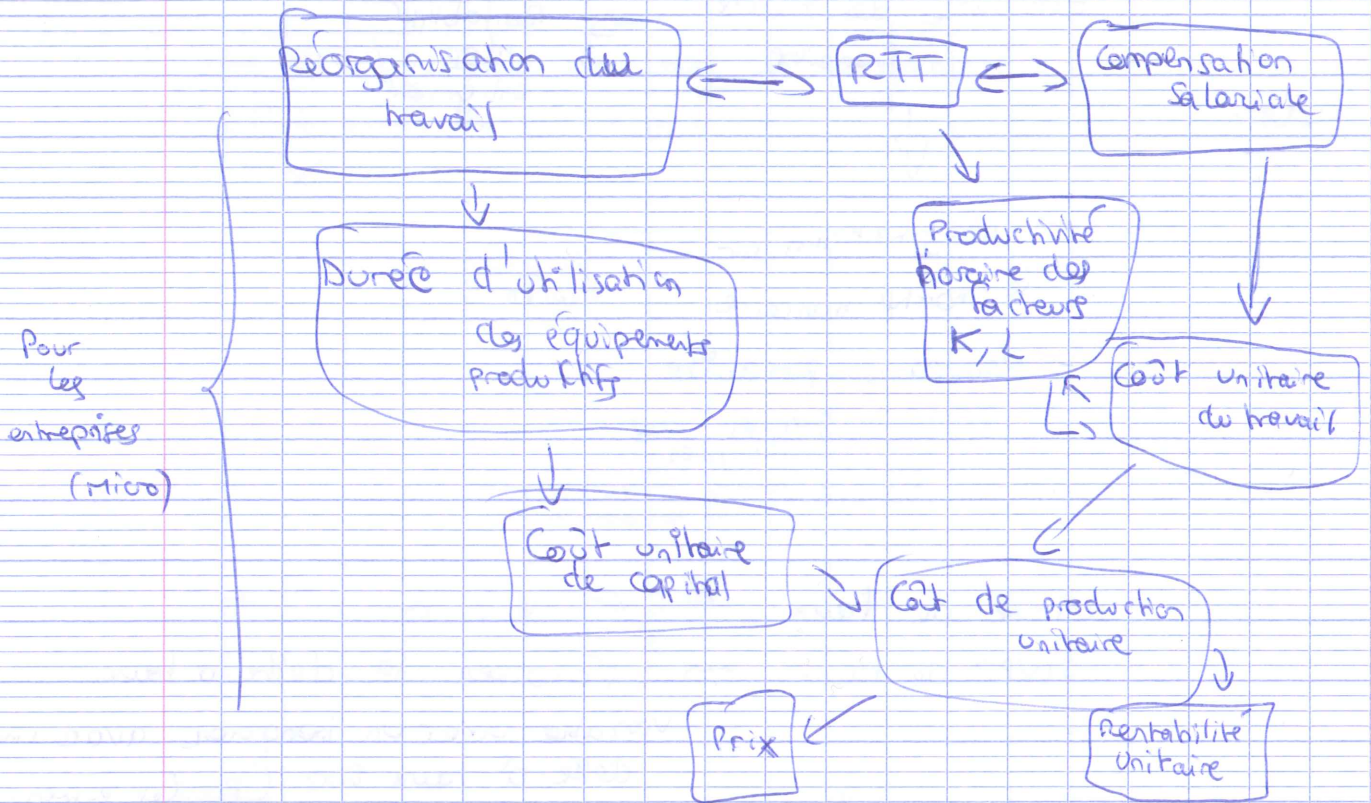 Réorganisation du
travail
RTT
Compensation
Salariale
Productivité
horaire des
facteurs
K, L
Durée d'utilisation
des équipements
produktifs
Pour
les
entreprises
(Micro)
Coût unitaire
du travail
Coût unitaire
de capital
Coût de production
unitaire
Prix
Rentabilité
Unitaire